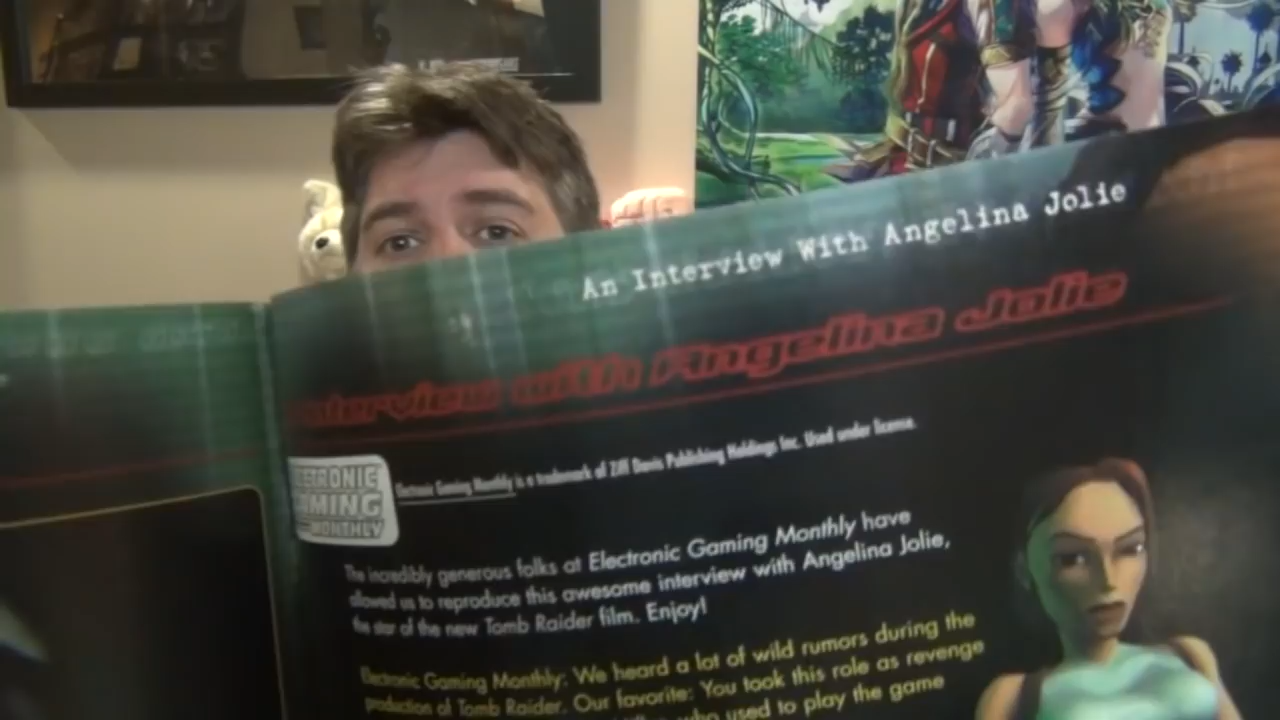 An Interview With Angelina Jolie
Interview with Angelina Jolie
Electronic Gaming Monthly is a trademark of Ziff Davis Publishing Holdings Inc. Used under license.
ECTRONIC
GAMING
MONTHLY
The incredibly generous folks at Electronic Gaming Monthly have
allowed us to reproduce this awesome interview with Angelina Jolie,
the star of the new Tomb Raider film. Enjoy!
Electronic Gaming Monthly: We heard a lot of wild rumors during the
production of Tomb Raider. Our favorite: You took this role as revenge
who used to play the game